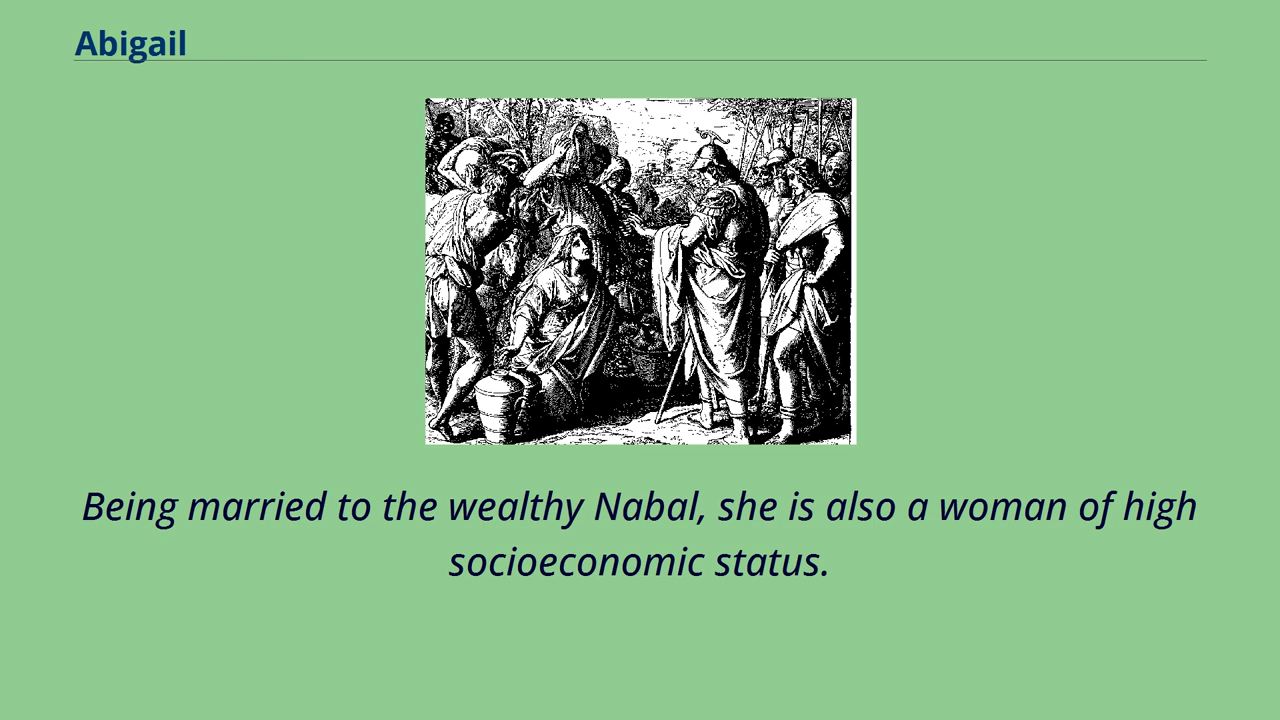 Abigail
Being married to the wealthy Nabal, she is also a woman of high
socioeconomic status.